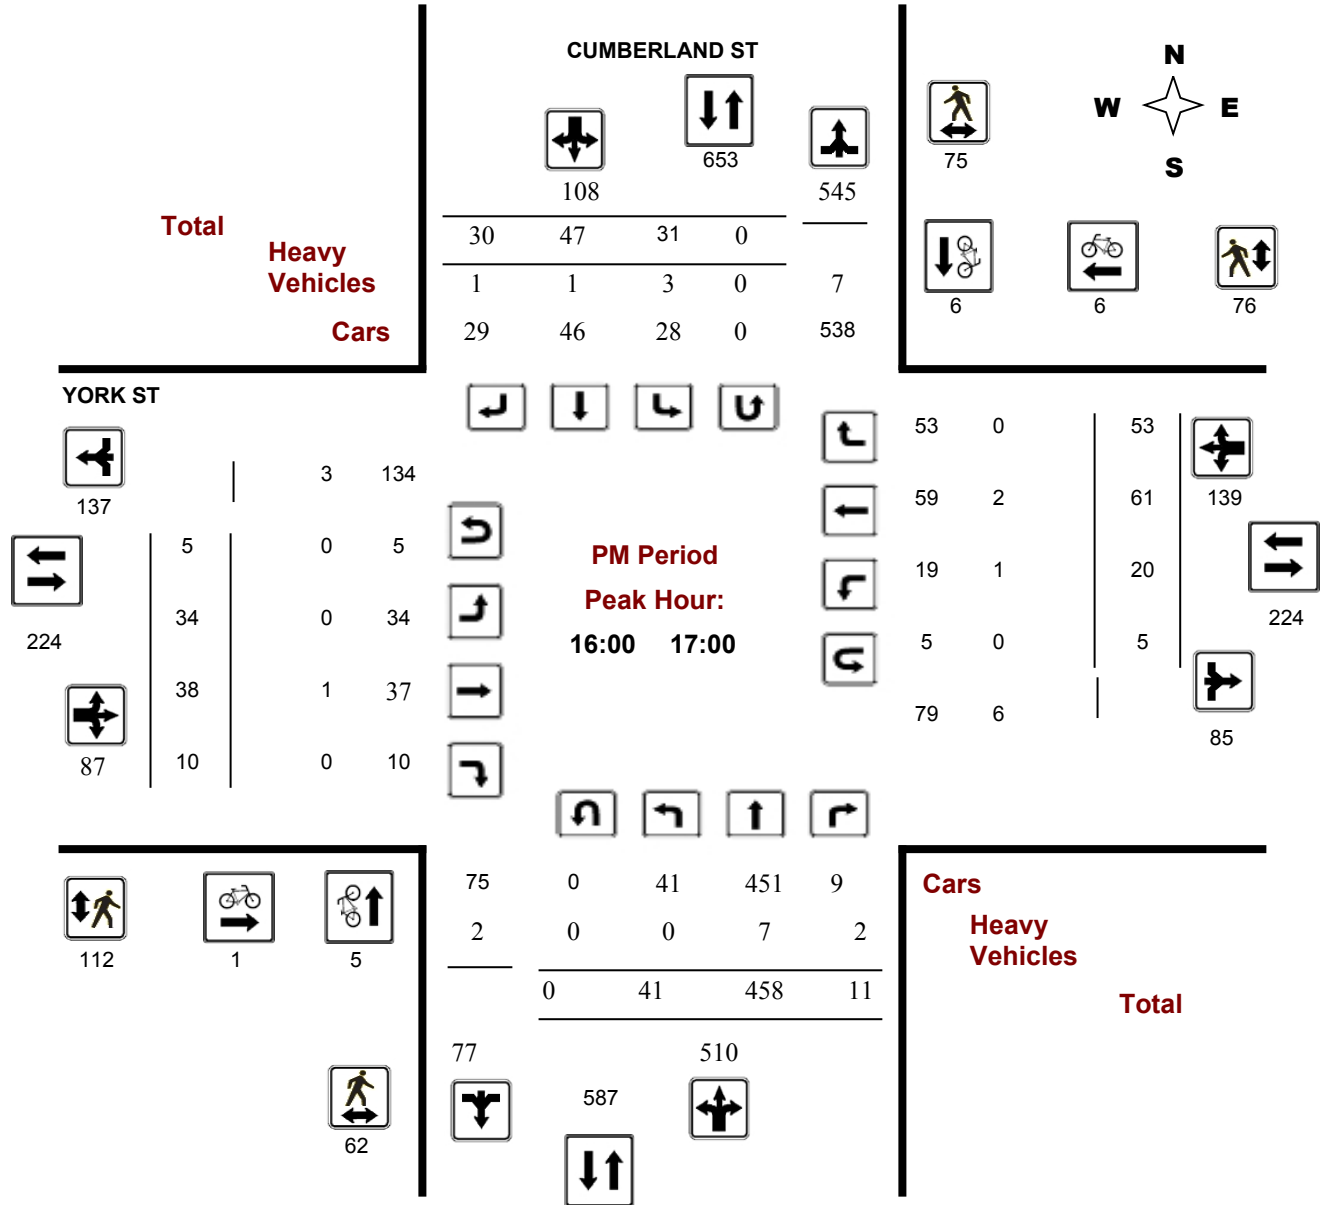 CUMBERLAND ST
N
W E
S
653
108 545 75
Total
30 47 31 0
Heavy
Vehicles
1 1 3 0 7
6 6 76
Cars
29 46 28 0 538
YORK ST
53 0 53
3 134
137
59 2 61 139
5 0 5
PM Period
19 1 20
Peak Hour:
34 0 34
224
16:00 17:00
5 0 5
224
38 1 37
79 6
85
87 10 0 10
75 0 41 451 9
Cars
2 0 0 7 2
Heavy
Vehicles
112 1 5
0 41 458 11
Total
77 510
587
62